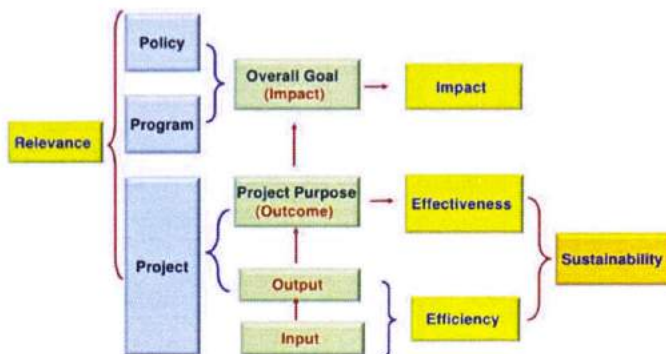 Policy
Overall Goal
(Impact)
Impact
Program
Relevance
Project Purpose
(Outcome)
Effectiveness
Project
Sustainability
Output
Efficiency
Input